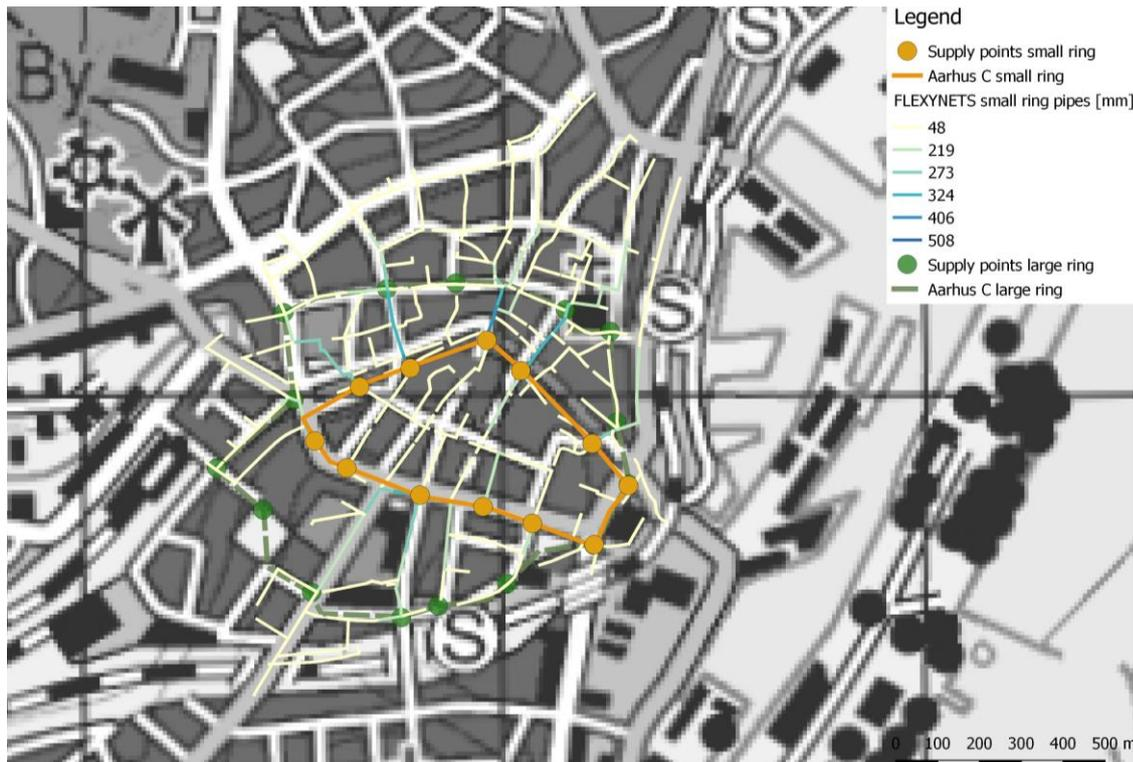 By
S
S
S
Legend
Supply points small ring
Aarhus C small ring
FLEXYNETS small ring pipes [mm]
48
219
273
324
406
508
Supply points large ring
Aarhus C large ring
0 100 200 300 400 500 m